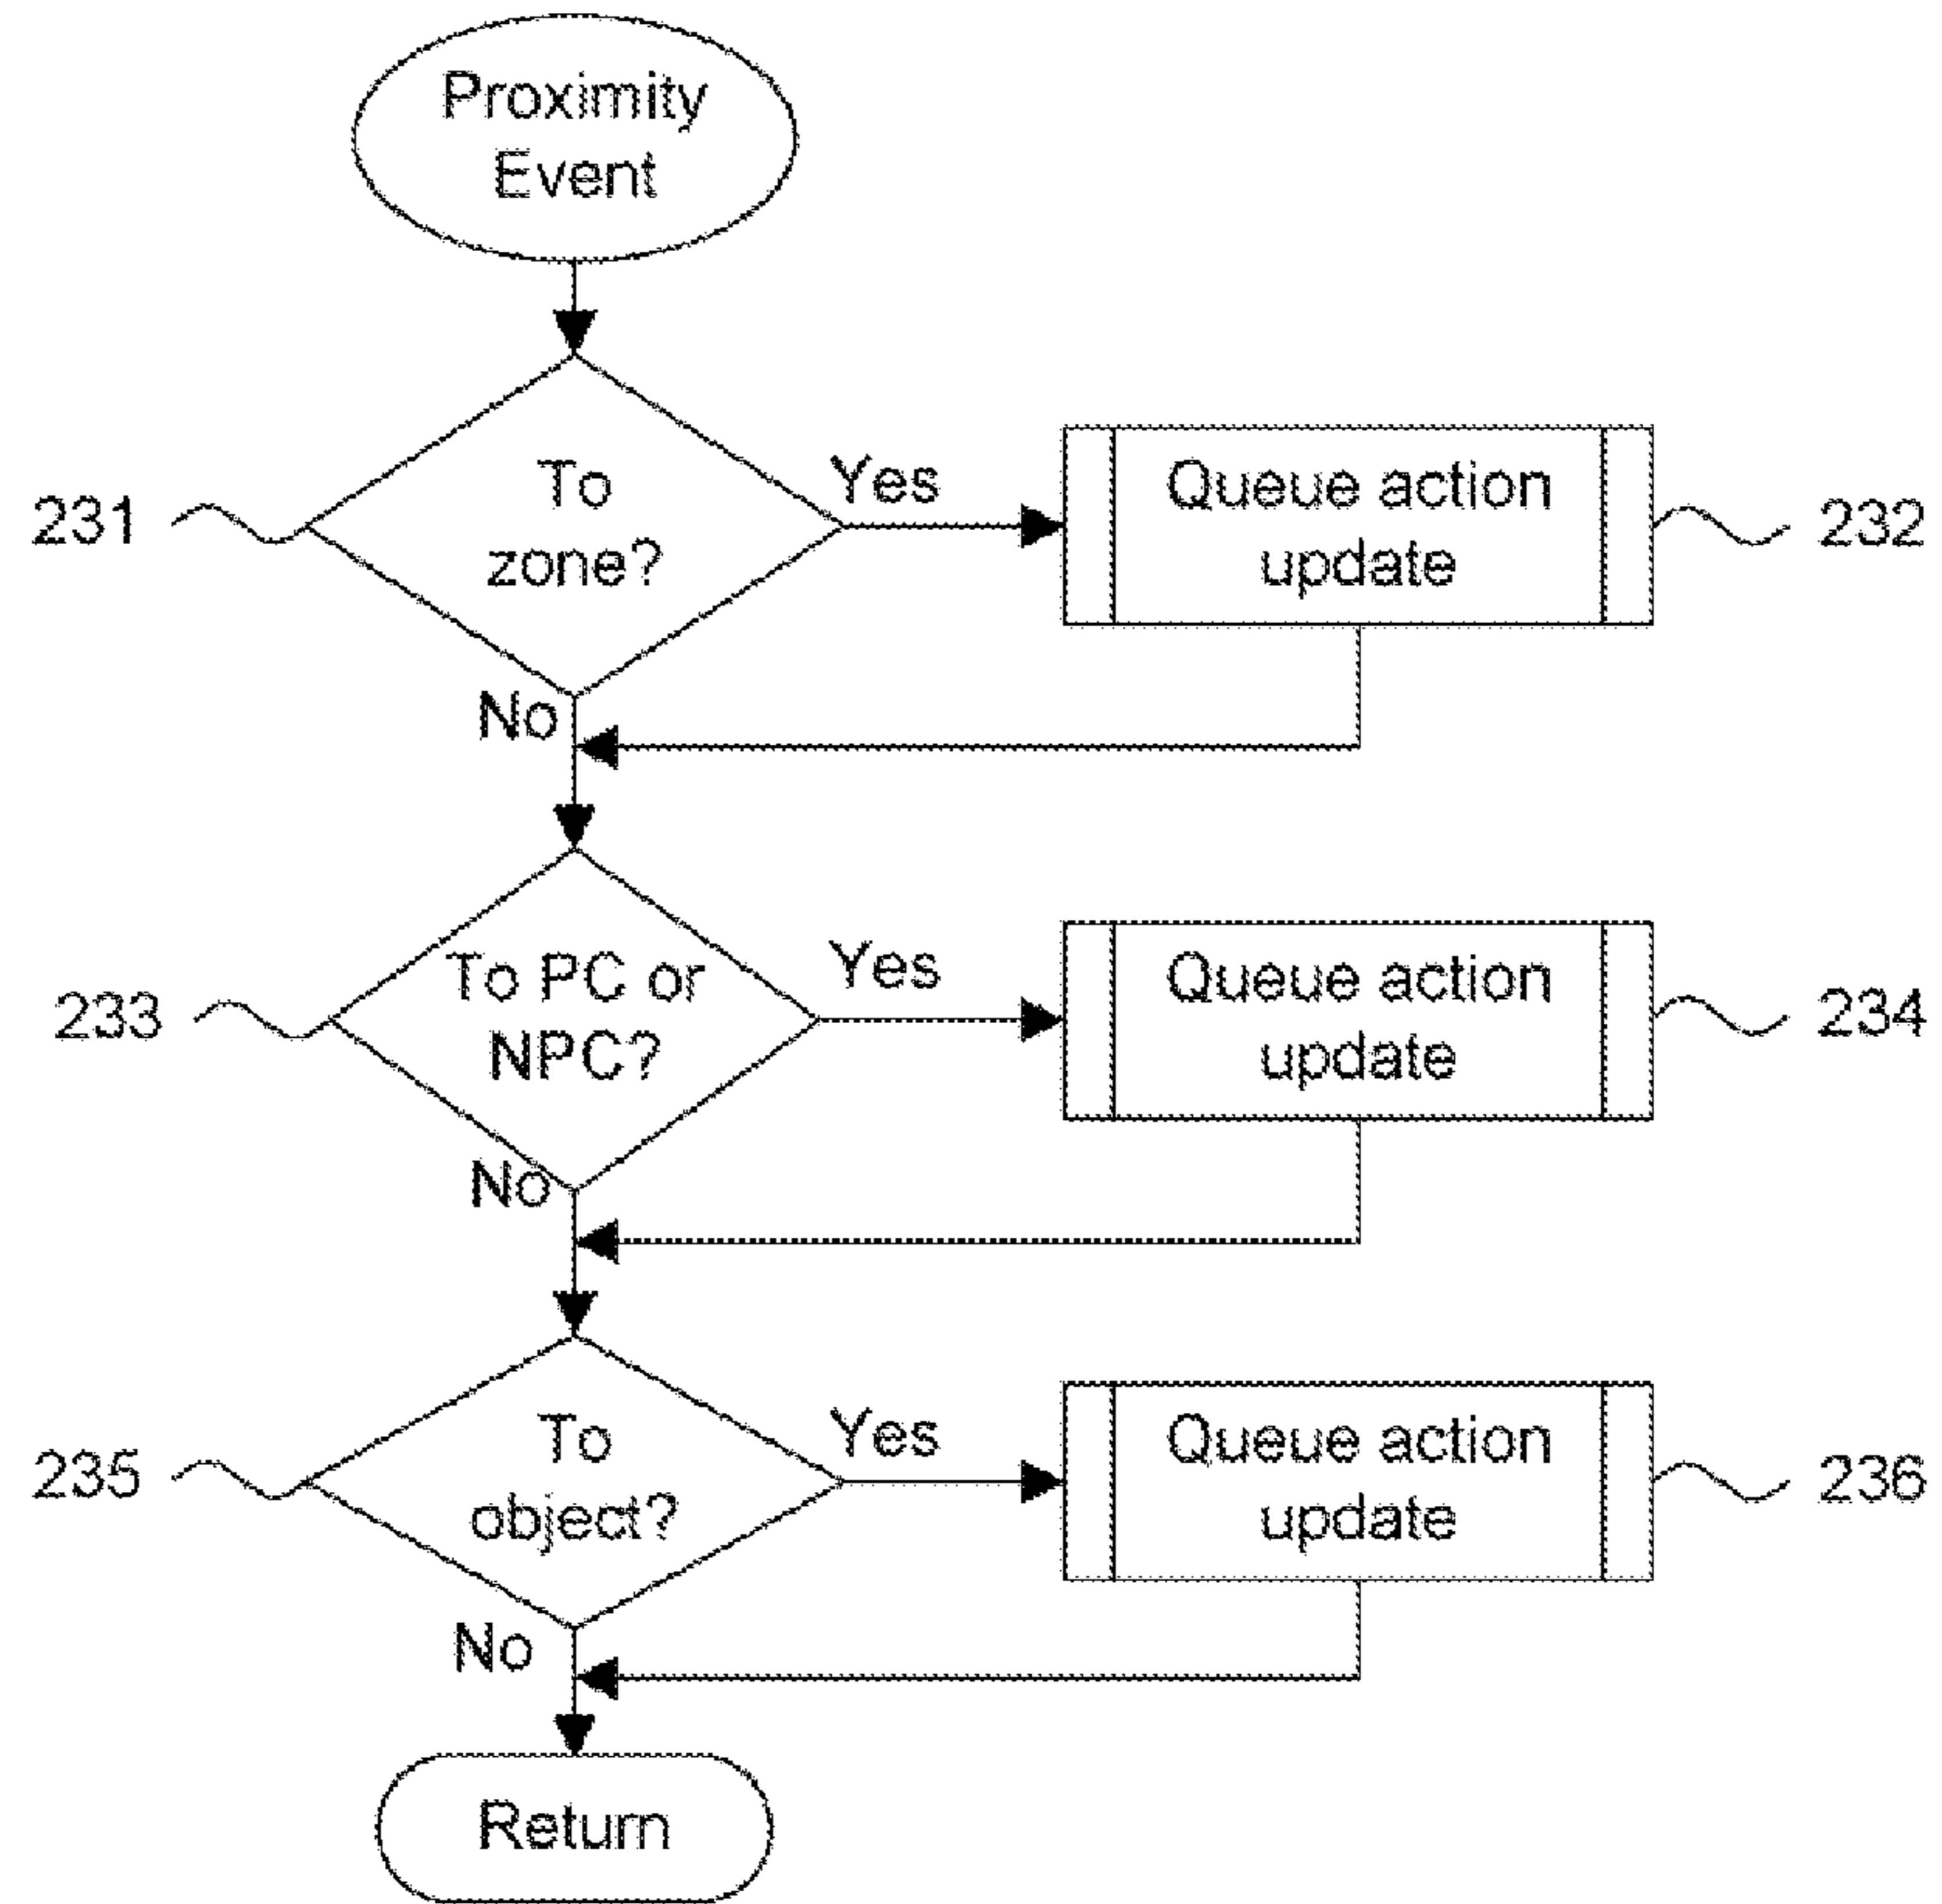 Proximity
Event
231
To
zone?
Yes
Queue action
update
232
No
233
To PC or
NPC?
Yes
Queue action
update
234
No
235
To
object?
Yes
Queue action
update
236
No
Return